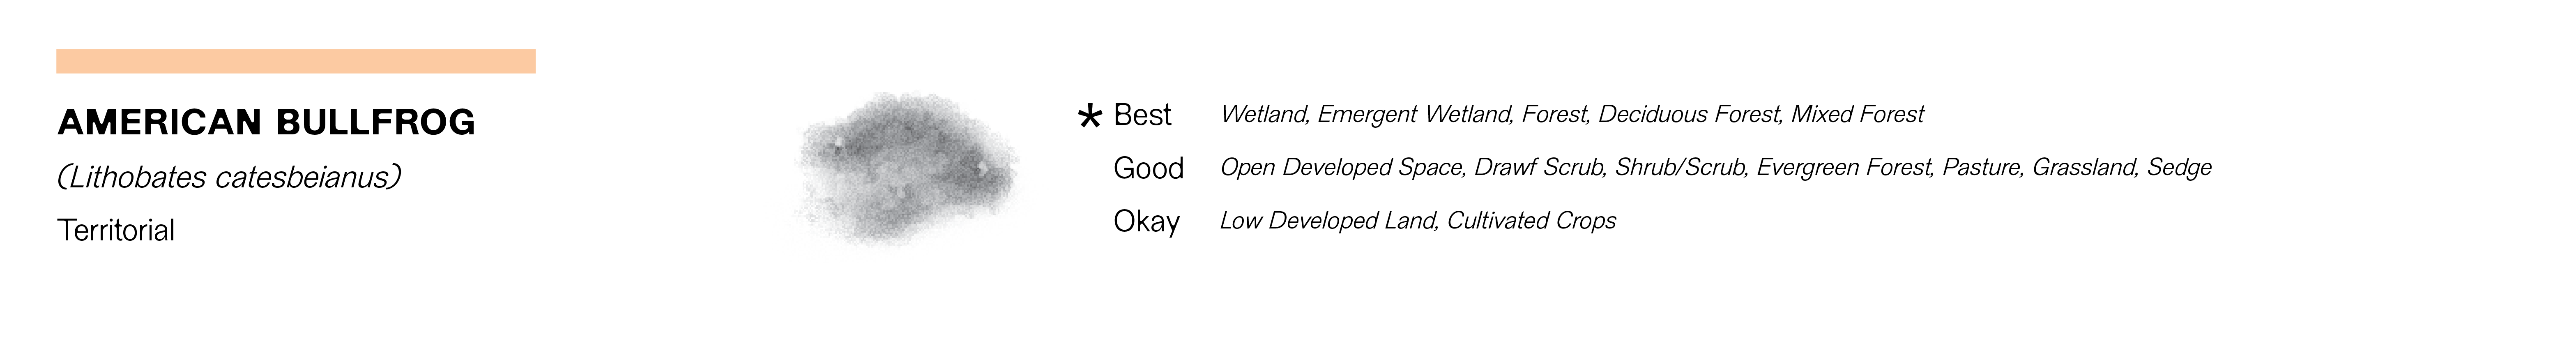 AMERICAN BULLFROG
(Lithobates catesbeianus)
Territorial
* Best Wetland, Emergent Wetland, Forest, Deciduous Forest, Mixed Forest
Good Open Developed Space, Drawf Scrub, Shrub/Scrub, Evergreen Forest, Pasture, Grassland, Sedge
Okay Low Developed Land, Cultivated Crops